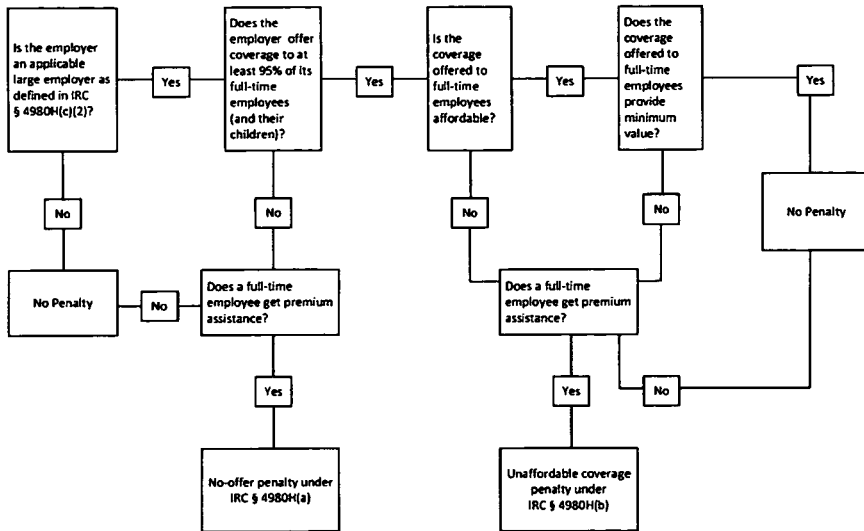 Is the employer
an applicable
large employer as
defined in IRC
§ 4980H(c)(2)?
Yes
Does the
employer offer
coverage to at
least 95% of its
full-time
employees
(and their
children)?
Yes
Is the
coverage
offered to
full-time
employees
affordable?
Yes
Does the
coverage
offered to
full-time
employees
provide
minimum
value?
Yes
No
No
No
No
No Penalty
No Penalty
No
Does a full-time
employee get premium
assistance?
Does a full-time
employee get premium
assistance?
Yes
Yes
No
No-offer penalty under
IRC § 4980H(a)
Unaffordable coverage
penalty under
IRC § 4980H(b)